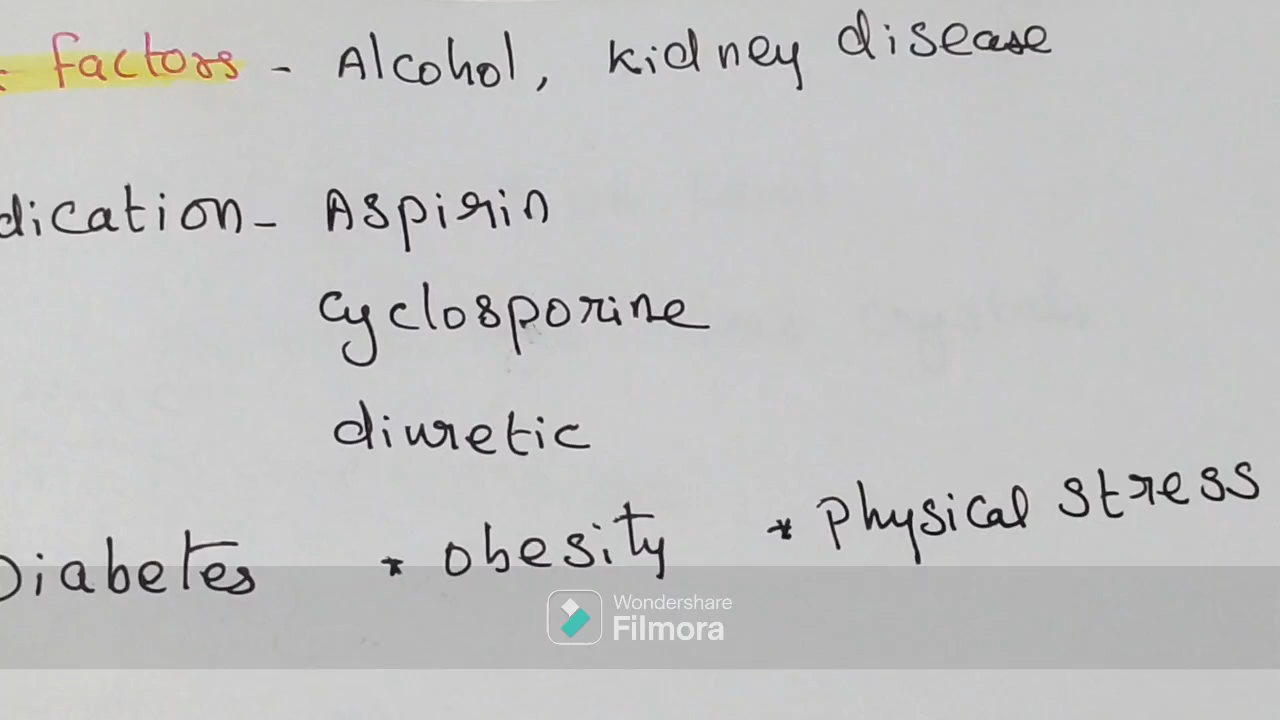 : factors - Alcohol, kidney disease
dication - Aspirin
cyclosporine
diuretic
Diabetes * obesity * Physical stress
Wondershare
Filmora